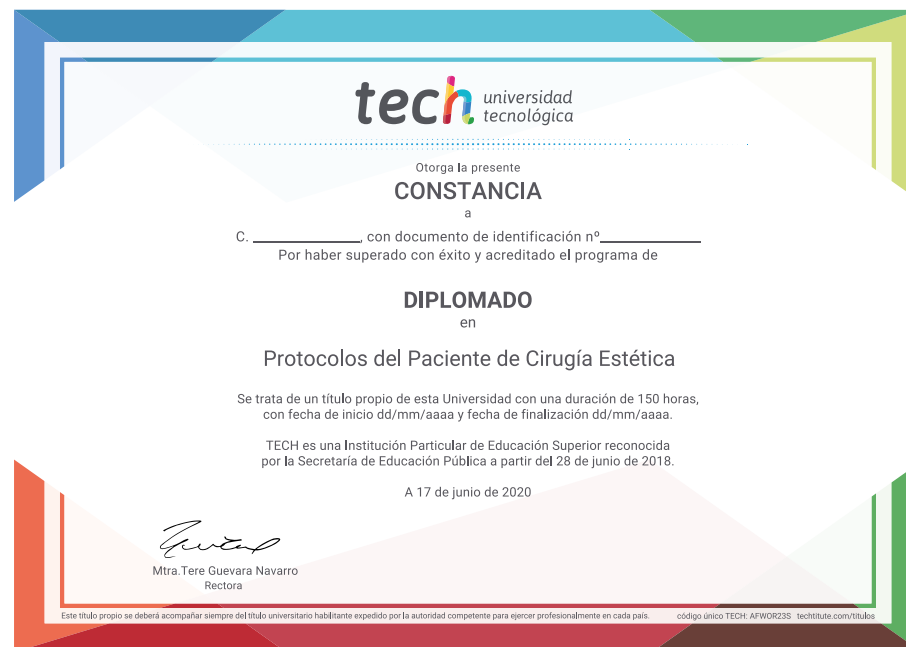 tech universidad
tecnológica
Otorga la presente
CONSTANCIA
a
C. ____________, con documento de identificación nº____________
Por haber superado con éxito y acreditado el programa de
DIPLOMADO
en
Protocolos del Paciente de Cirugía Estética
Se trata de un título propio de esta Universidad con una duración de 150 horas,
con fecha de inicio dd/mm/aaaa y fecha de finalización dd/mm/aaaa.
TECH es una Institución Particular de Educación Superior reconocida
por la Secretaría de Educación Pública a partir del 28 de junio de 2018.
A 17 de junio de 2020
Mtra.Tere Guevara Navarro
Rectora
Este título propio se deberá acompañar siempre del título universitario habilitante expedido por la autoridad competente para ejercer profesionalmente en cada país. código único TECH: AFWOR23S techtitute.com/titulos